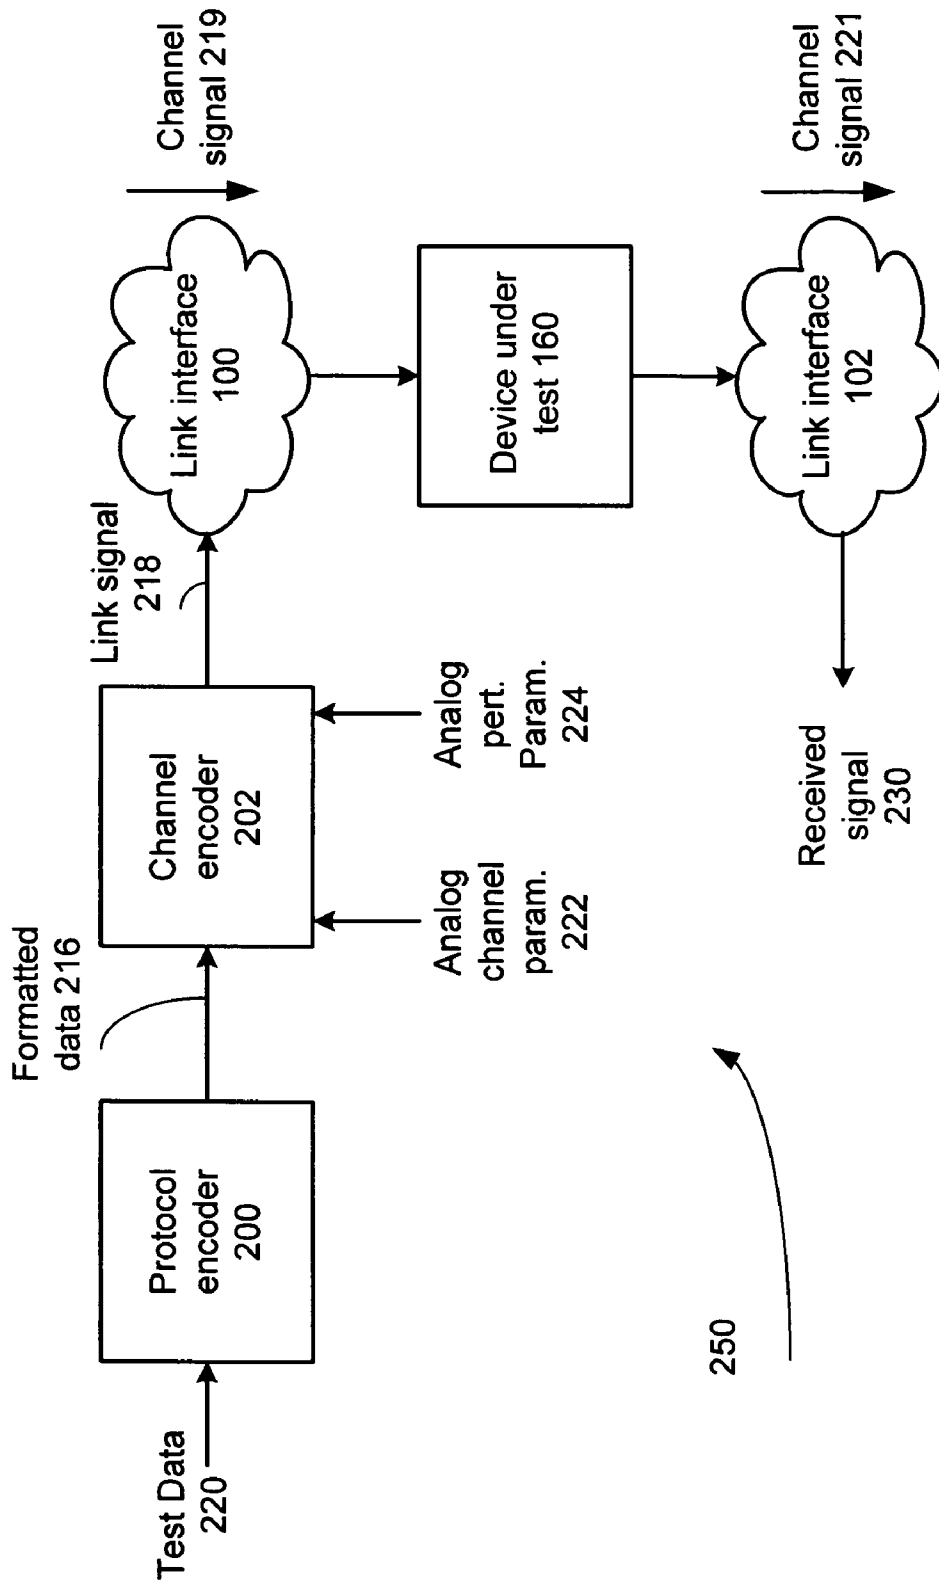 Test Data
220
Protocol
encoder
200
Formatted
data 216
Channel
encoder
202
Analog
channel
param.
222
Analog
pert.
Param.
224
Link signal
218
Link interface
100
Channel
signal 219
Device under
test 160
Link interface
102
Channel
signal 221
Received
signal
230
250